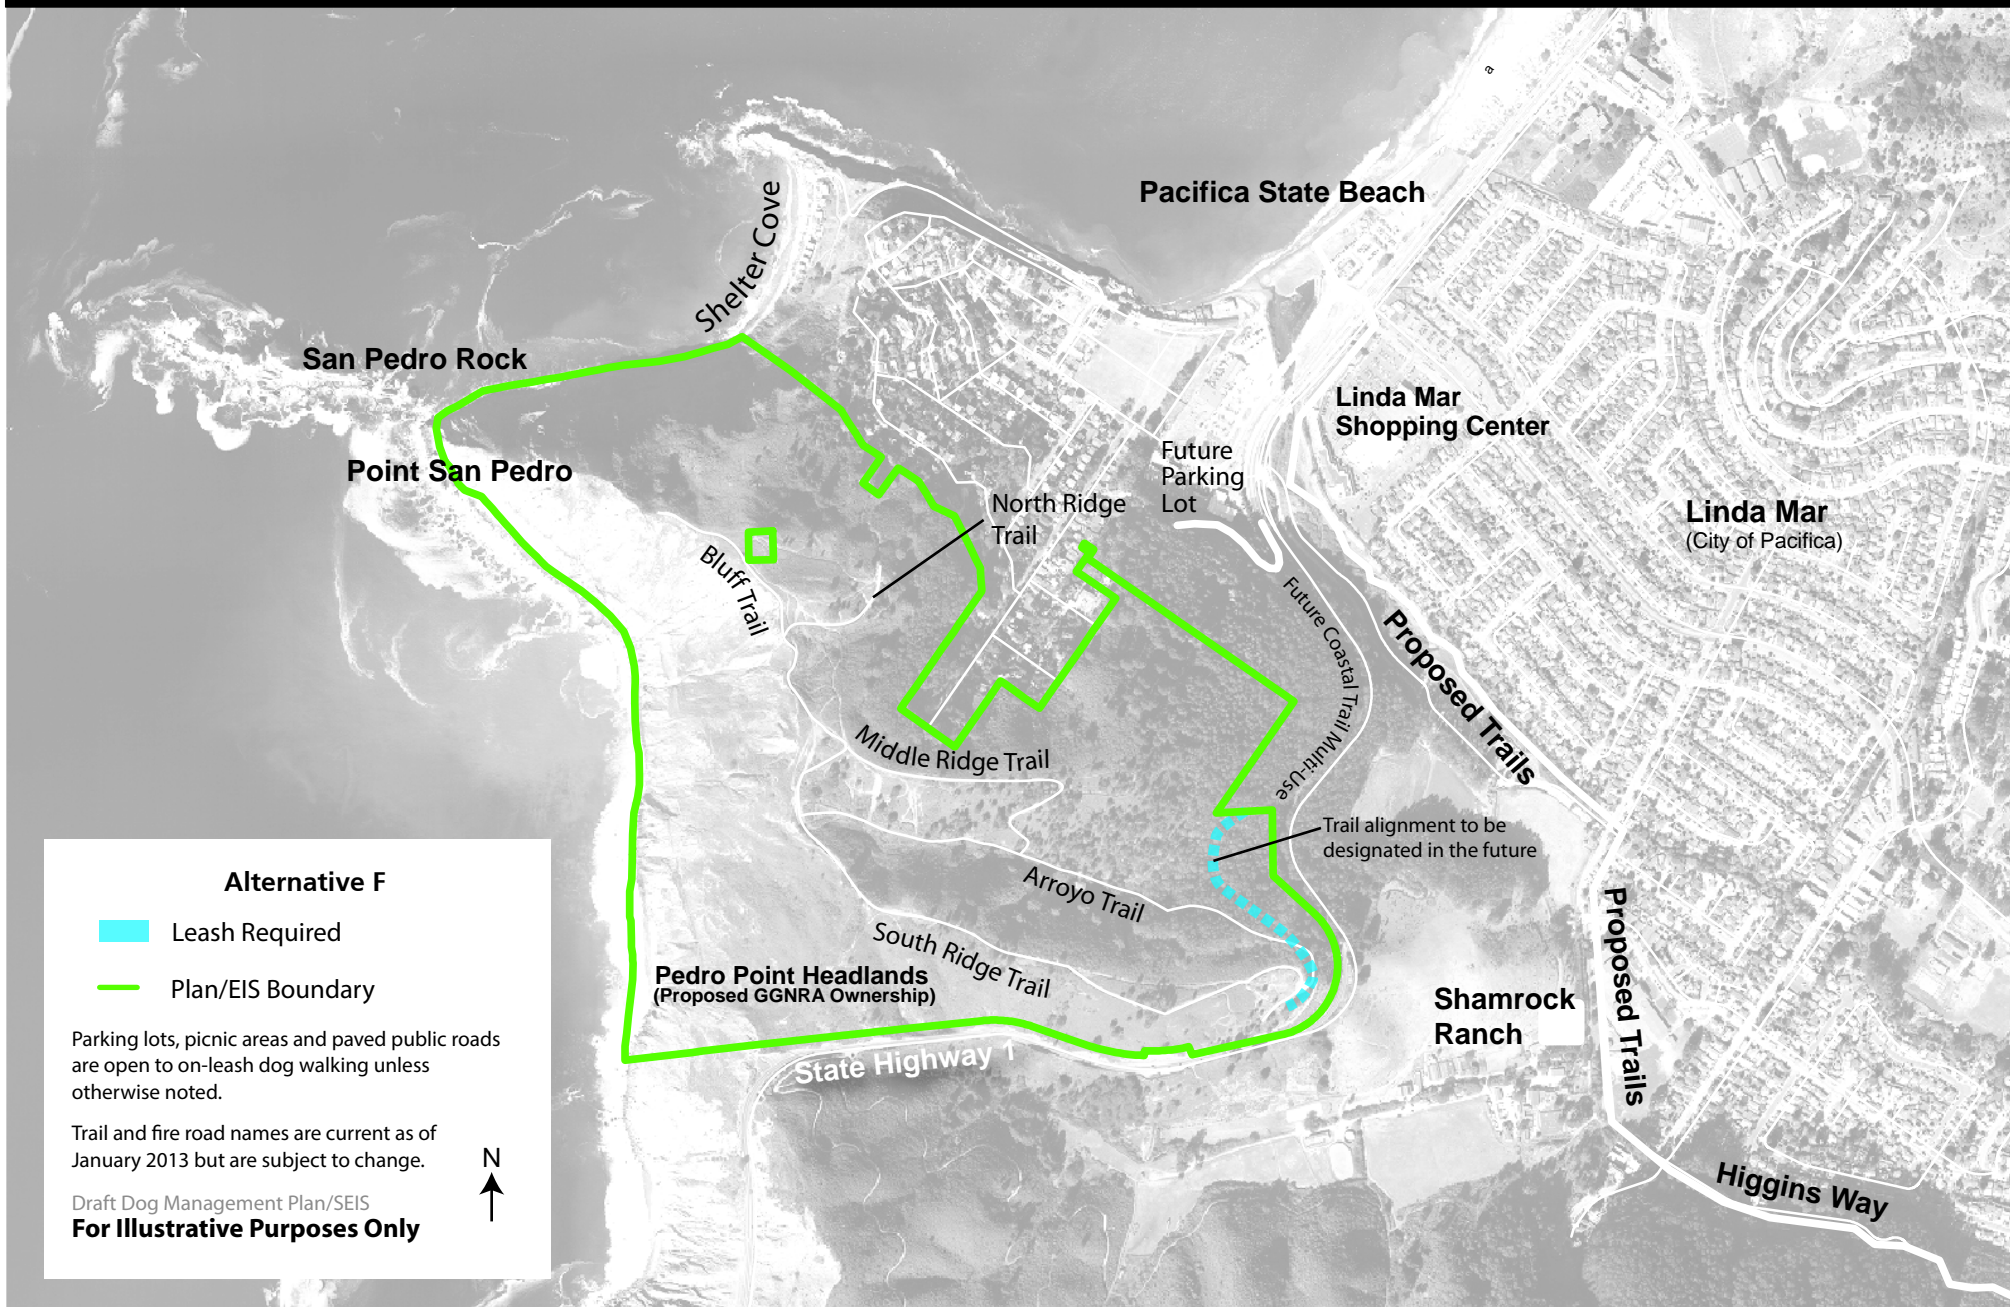 a
Pacifica State Beach
Shelter Cove
San Pedro Rock
Point San Pedro
Linda Mar
Shopping Center
Future
Parking
Lot
North Ridge
Trail
Linda Mar
(City of Pacifica)
Bluff Trail
Future Coastal Trail Multi-Use
Proposed Trails
Middle Ridge Trail
Trail alignment to be
designated in the future
Arroyo Trail
South Ridge Trail
Pedro Point Headlands
(Proposed GGNRA Ownership)
Shamrock
Ranch
Proposed Trails
State Highway 1
Higgins Way
Alternative F
Leash Required
Plan/EIS Boundary
Parking lots, picnic areas and paved public roads
are open to on-leash dog walking unless
otherwise noted.
Trail and fire road names are current as of
January 2013 but are subject to change.
N
Draft Dog Management Plan/SEIS
For Illustrative Purposes Only